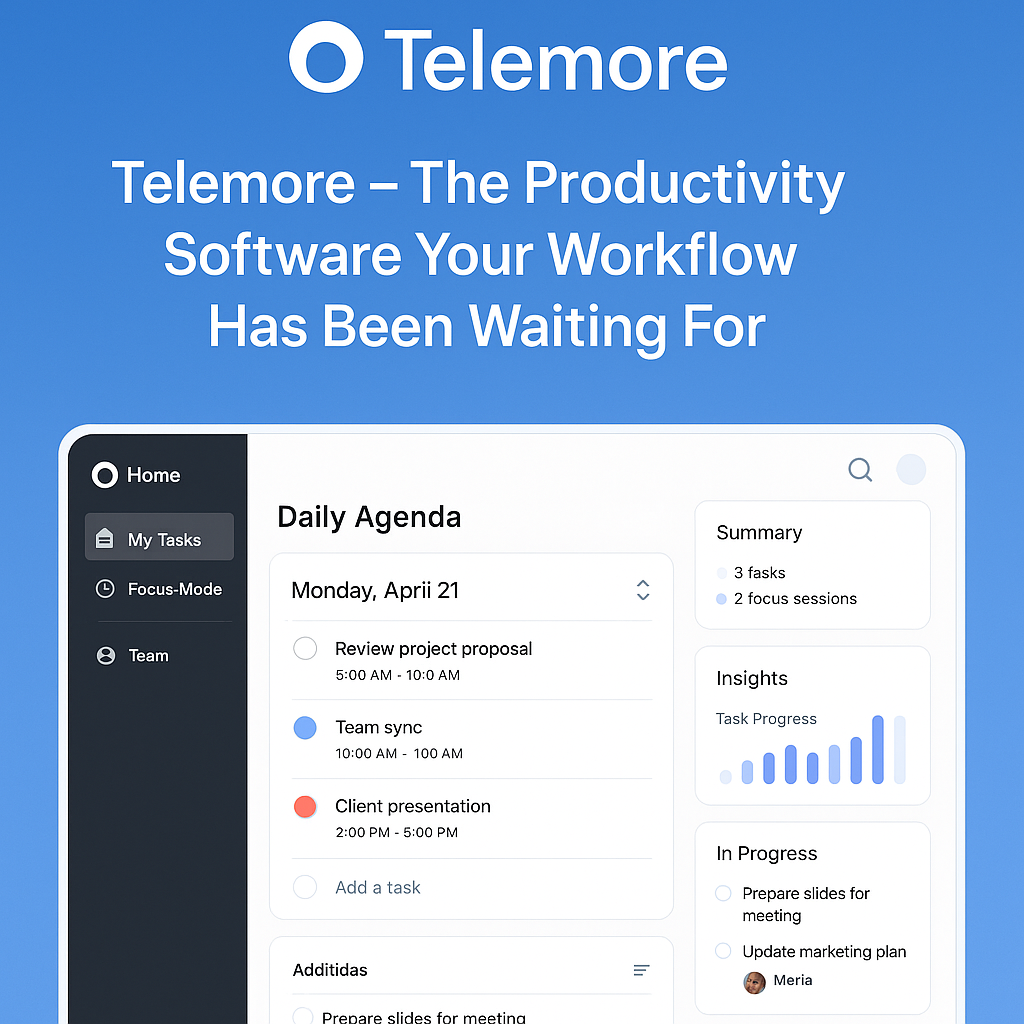 Telemore
Telemore – The Productivity
Software Your Workflow
Has Been Waiting For
Home
My Tasks
Focus-Mode
Team
Daily Agenda
Monday, Aprii 21
Review project proposal
5:00 AM - 10:0 AM
Team sync
10:00 AM - 100 AM
Client presentation
2:00 PM - 5:00 PM
Add a task
Additidas
Prepare slides for meeting
Summary
3 fasks
2 focus sessions
Insights
Task Progress
In Progress
Prepare slides for
meeting
Update marketing plan
Meria